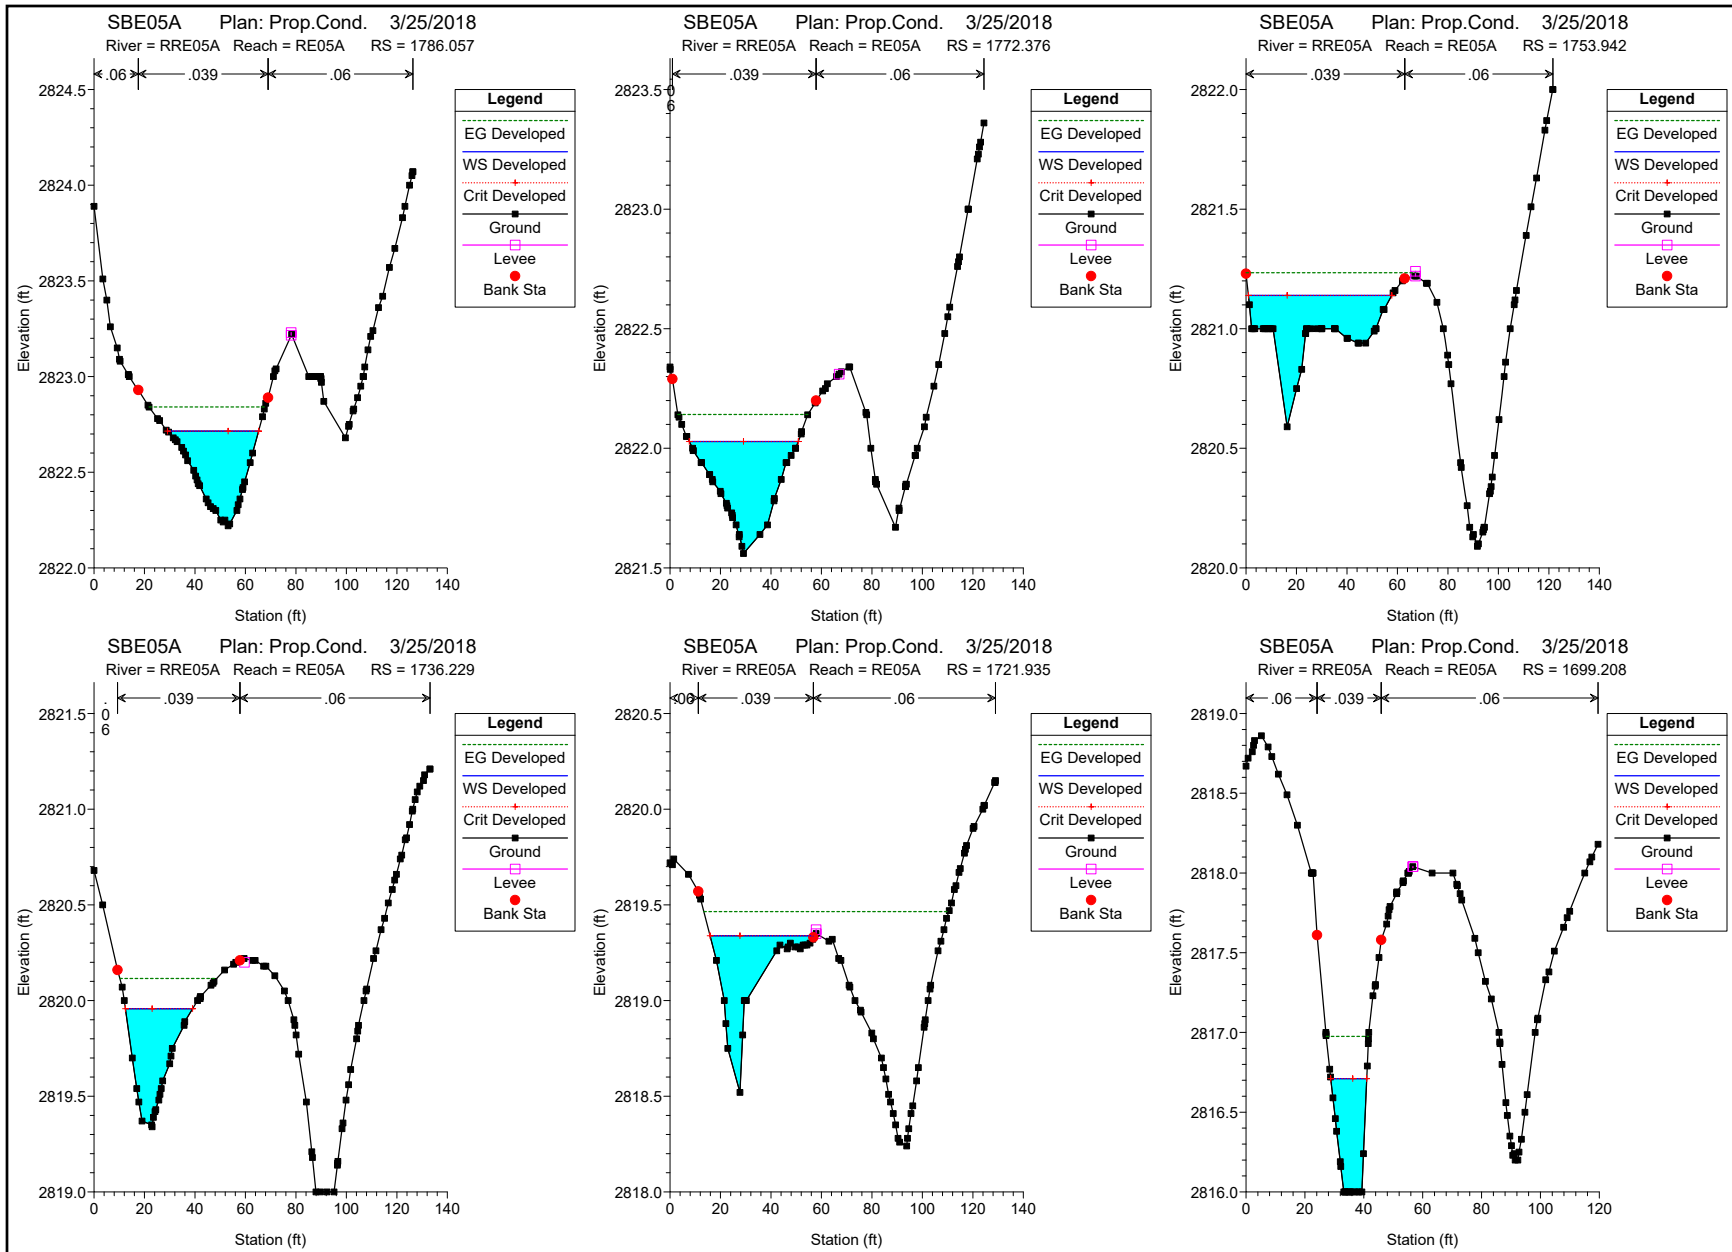 SBE05A Plan: Prop.Cond. 3/25/2018
River = RRE05A Reach = RE05A RS = 1786.057
.06 .039 .06
2824.5
2824.0
2823.5
2823.0
2822.5
2822.0
Elevation (ft)
0 20 40 60 80 100 120 140
Station (ft)
Legend
EG Developed
WS Developed
Crit Developed
Ground
Levee
Bank Sta
SBE05A Plan: Prop.Cond. 3/25/2018
River = RRE05A Reach = RE05A RS = 1772.376
.06 .039 .06
2823.5
2823.0
2822.5
2822.0
2821.5
Elevation (ft)
0 20 40 60 80 100 120 140
Station (ft)
Legend
EG Developed
WS Developed
Crit Developed
Ground
Levee
Bank Sta
SBE05A Plan: Prop.Cond. 3/25/2018
River = RRE05A Reach = RE05A RS = 1753.942
.039 .06
2822.0
2821.5
2821.0
2820.5
2820.0
Elevation (ft)
0 20 40 60 80 100 120 140
Station (ft)
Legend
EG Developed
WS Developed
Crit Developed
Ground
Levee
Bank Sta
SBE05A Plan: Prop.Cond. 3/25/2018
River = RRE05A Reach = RE05A RS = 1736.229
.06 .039 .06
2821.5
2821.0
2820.5
2820.0
2819.5
2819.0
Elevation (ft)
0 20 40 60 80 100 120 140
Station (ft)
Legend
EG Developed
WS Developed
Crit Developed
Ground
Levee
Bank Sta
SBE05A Plan: Prop.Cond. 3/25/2018
River = RRE05A Reach = RE05A RS = 1721.935
.06 .039 .06
2820.5
2820.0
2819.5
2819.0
2818.5
2818.0
Elevation (ft)
0 20 40 60 80 100 120 140
Station (ft)
Legend
EG Developed
WS Developed
Crit Developed
Ground
Levee
Bank Sta
SBE05A Plan: Prop.Cond. 3/25/2018
River = RRE05A Reach = RE05A RS = 1699.208
.06 .039 .06
2819.0
2818.5
2818.0
2817.5
2817.0
2816.5
2816.0
Elevation (ft)
0 20 40 60 80 100 120
Station (ft)
Legend
EG Developed
WS Developed
Crit Developed
Ground
Levee
Bank Sta